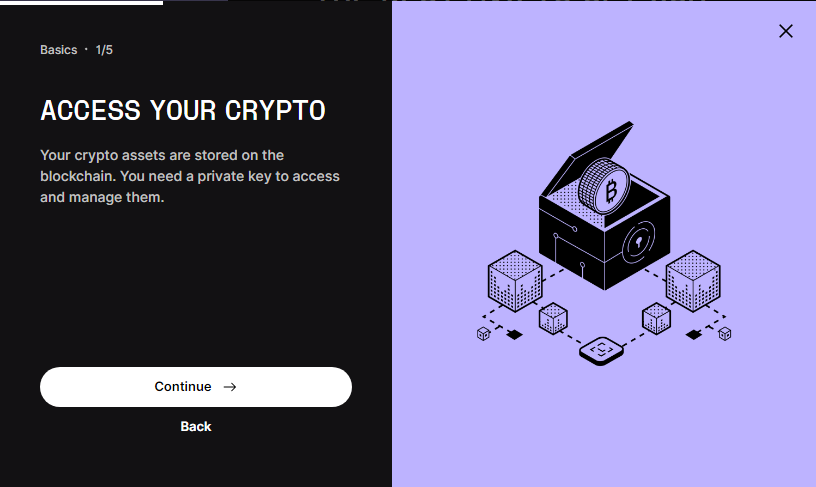 Basics · 1/5
ACCESS YOUR CRYPTO
Your crypto assets are stored on the
blockchain. You need a private key to access
and manage them.
Continue →
Back